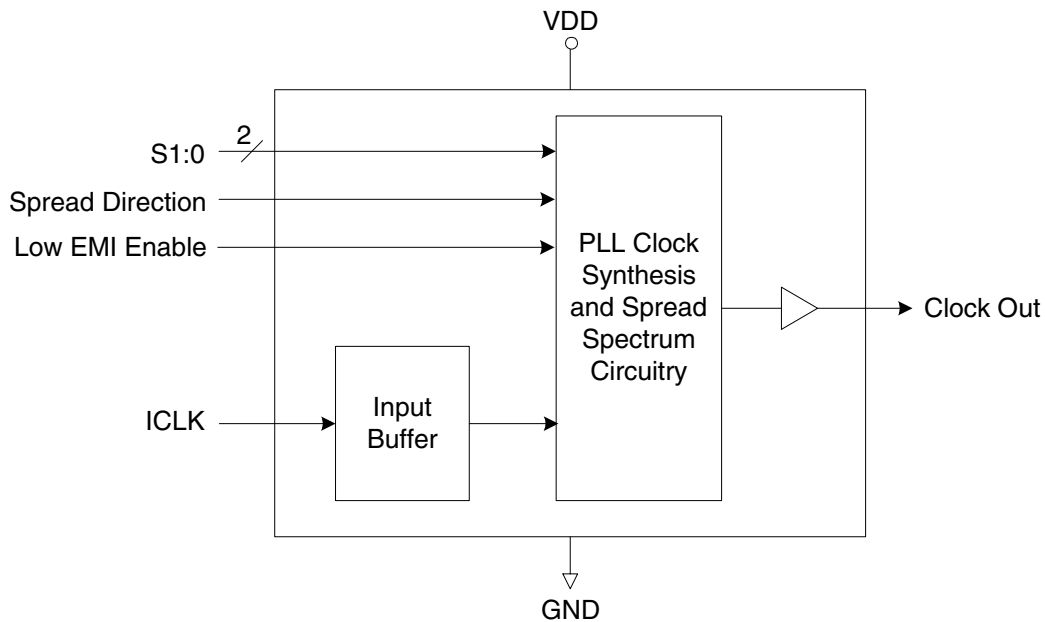 VDD
2
S1:0
Spread Direction
Low EMI Enable
PLL Clock
Synthesis
and Spread
Spectrum
Circuitry
Clock Out
ICLK
Input
Buffer
GND